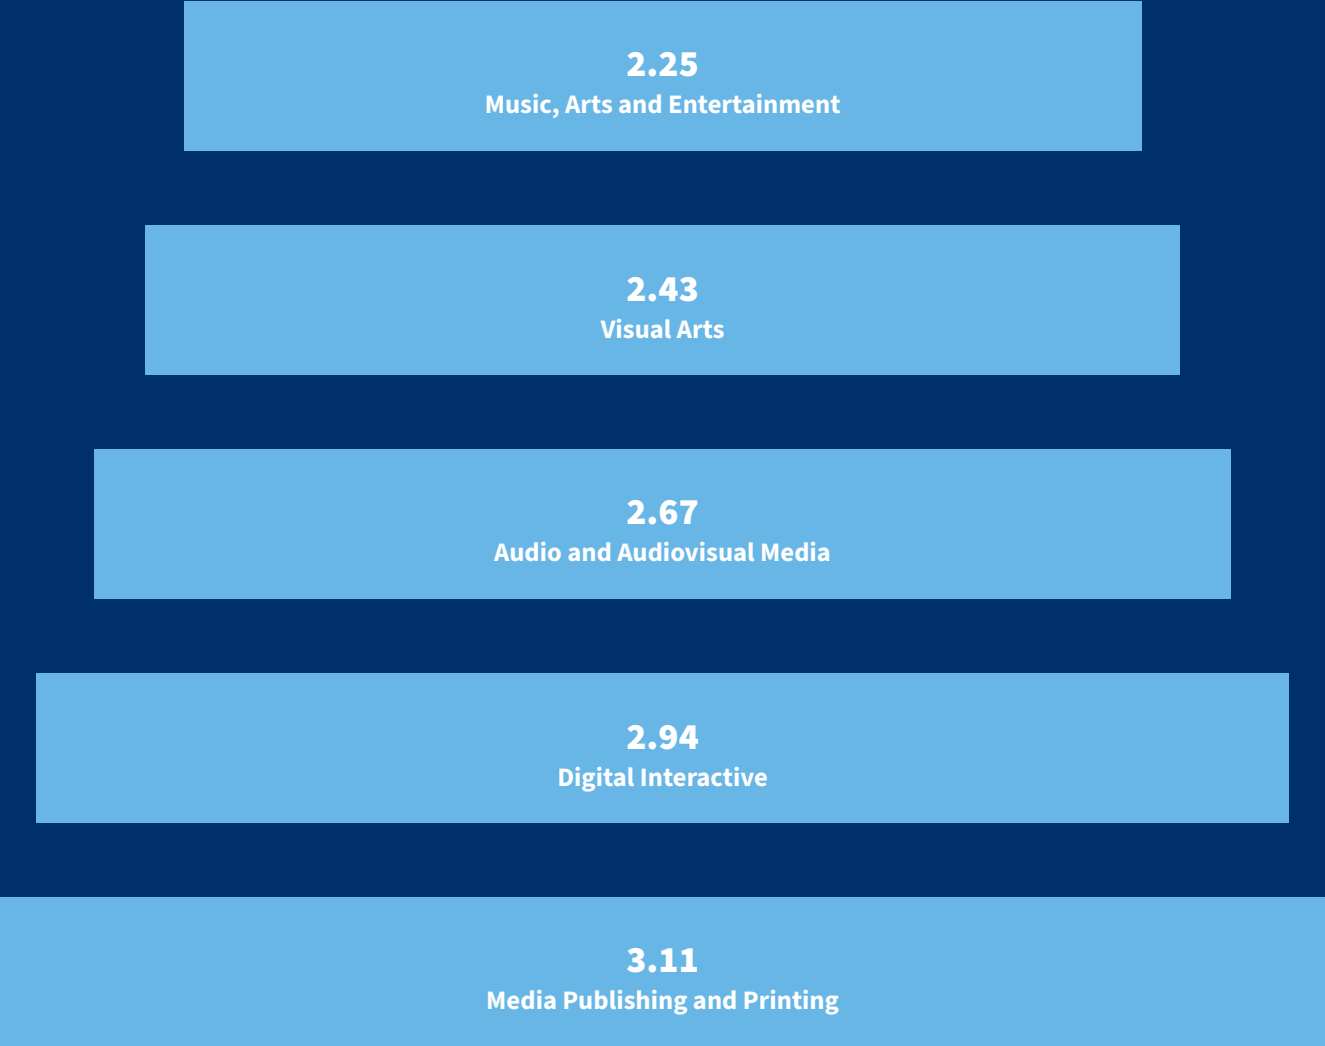 2.25
Music, Arts and Entertainment
2.43
Visual Arts
2.67
Audio and Audiovisual Media
2.94
Digital Interactive
3.11
Media Publishing and Printing